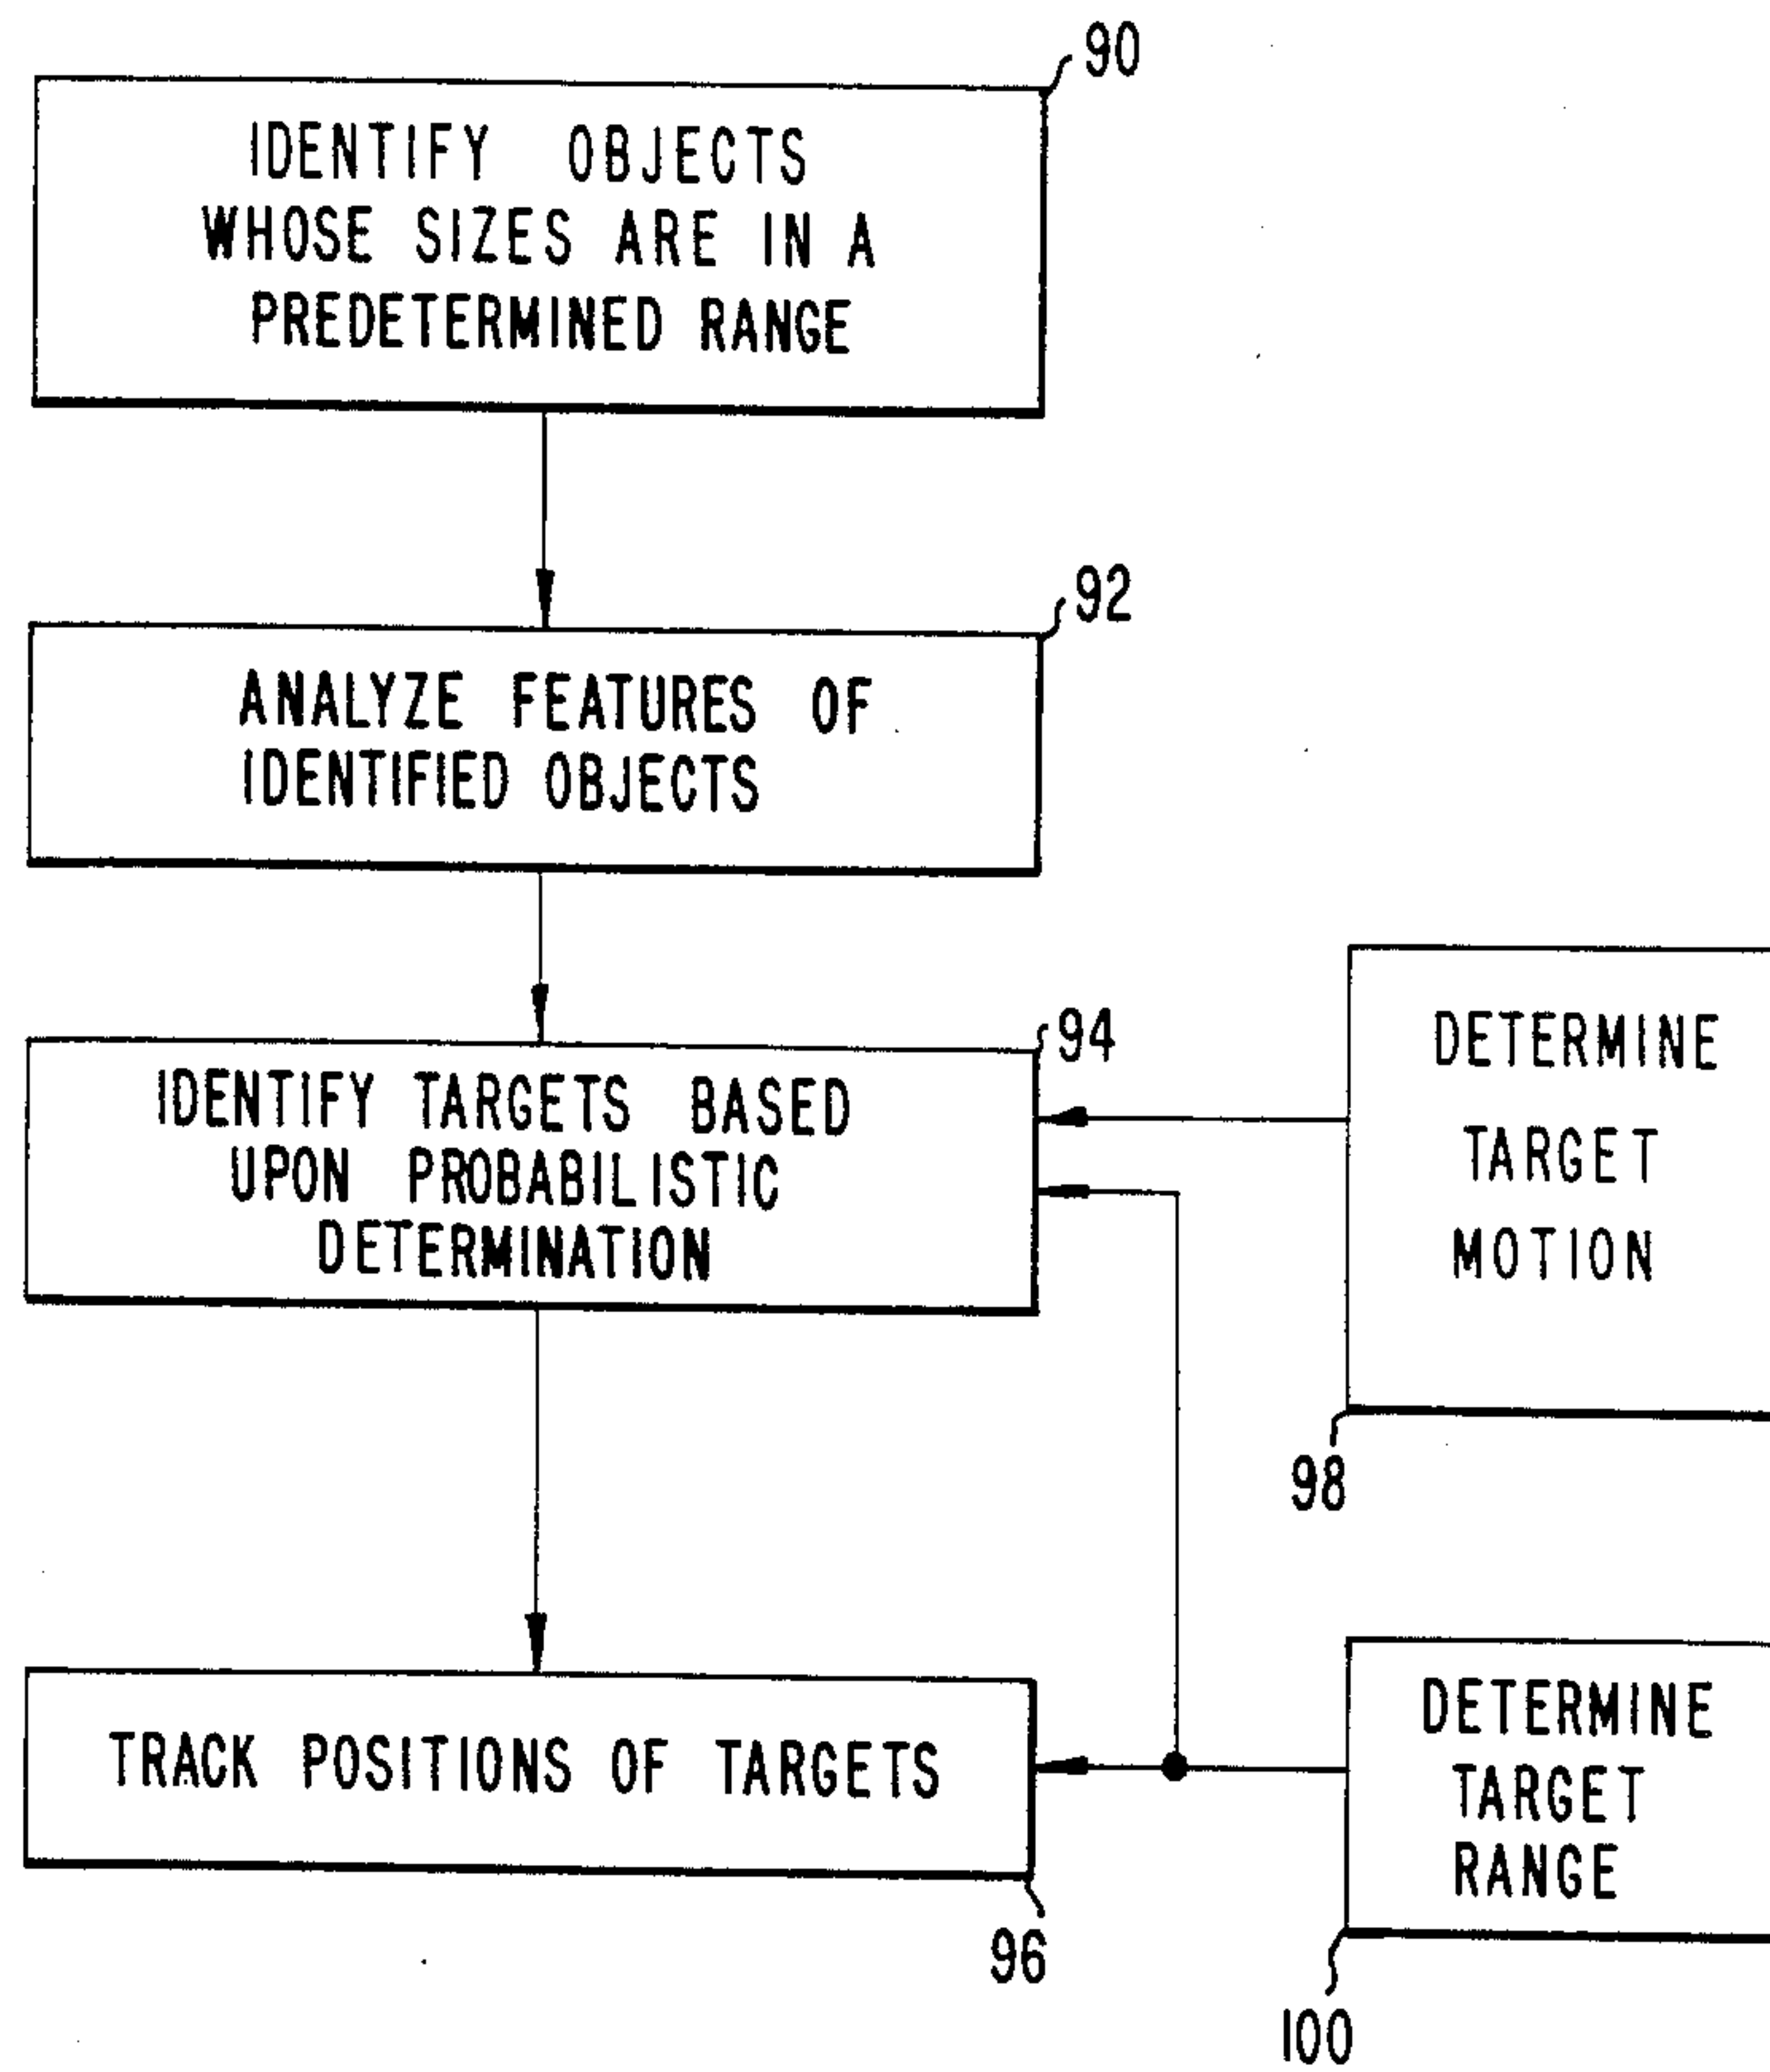 90
IDENTIFY OBJECTS
WHOSE SIZES ARE IN A
PREDETERMINED RANGE
92
ANALYZE FEATURES OF
IDENTIFIED OBJECTS
94
IDENTIFY TARGETS BASED
UPON PROBABILISTIC
DETERMINATION
DETERMINE
TARGET
MOTION
98
TRACK POSITIONS OF TARGETS
96
DETERMINE
TARGET
RANGE
100